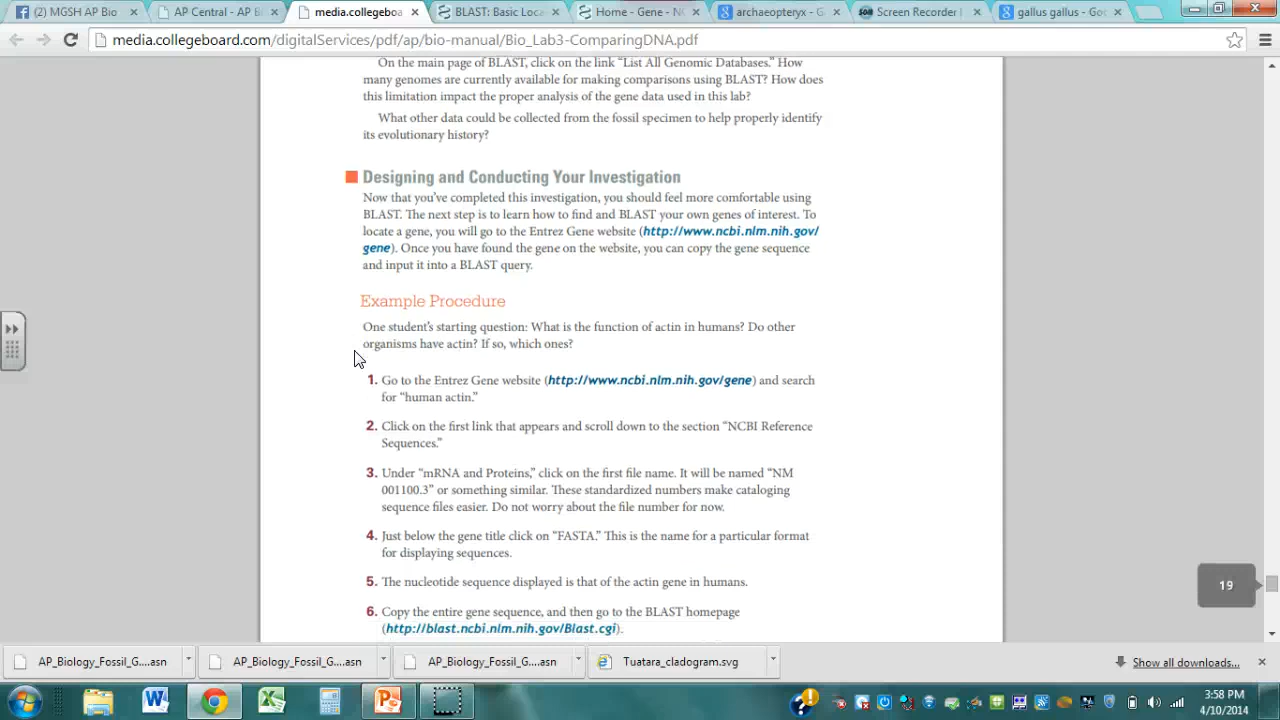 (2) MGSH AP Bio
AP Central - AP Bio
media.collegeboard
BLAST: Basic Loca
Home - Gene - NC
archaeopteryx - G
Screen Recorder
gallus gallus - Go
media.collegeboard.com/digitalServices/pdf/ap/bio-manual/Bio_Lab3-ComparingDNA.pdf
On the main page of BLAST, click on the link “List All Genomic Databases.” How
many genomes are currently available for making comparisons using BLAST? How does
this limitation impact the proper analysis of the gene data used in this lab?
What other data could be collected from the fossil specimen to help properly identify
its evolutionary history?
Designing and Conducting Your Investigation
Now that you’ve completed this investigation, you should feel more comfortable using
BLAST. The next step is to learn how to find and BLAST your own genes of interest. To
locate a gene, you will go to the Entrez Gene website (http://www.ncbi.nlm.nih.gov/
gene). Once you have found the gene on the website, you can copy the gene sequence
and input it into a BLAST query.
Example Procedure
One student’s starting question: What is the function of actin in humans? Do other
organisms have actin? If so, which ones?
1. Go to the Entrez Gene website (http://www.ncbi.nlm.nih.gov/gene) and search
for “human actin.”
2. Click on the first link that appears and scroll down to the section “NCBI Reference
Sequences.”
3. Under “mRNA and Proteins,” click on the first file name. It will be named “NM
001100.3” or something similar. These standardized numbers make cataloging
sequence files easier. Do not worry about the file number for now.
4. Just below the gene title click on “FASTA.” This is the name for a particular format
for displaying sequences.
5. The nucleotide sequence displayed is that of the actin gene in humans.
6. Copy the entire gene sequence, and then go to the BLAST homepage
(http://blast.ncbi.nlm.nih.gov/Blast.cgi).
19
AP_Biology_Fossil_G....asn
AP_Biology_Fossil_G....asn
AP_Biology_Fossil_G....asn
Tuatara_cladogram.svg
Show all downloads...
3:58 PM
4/10/2014